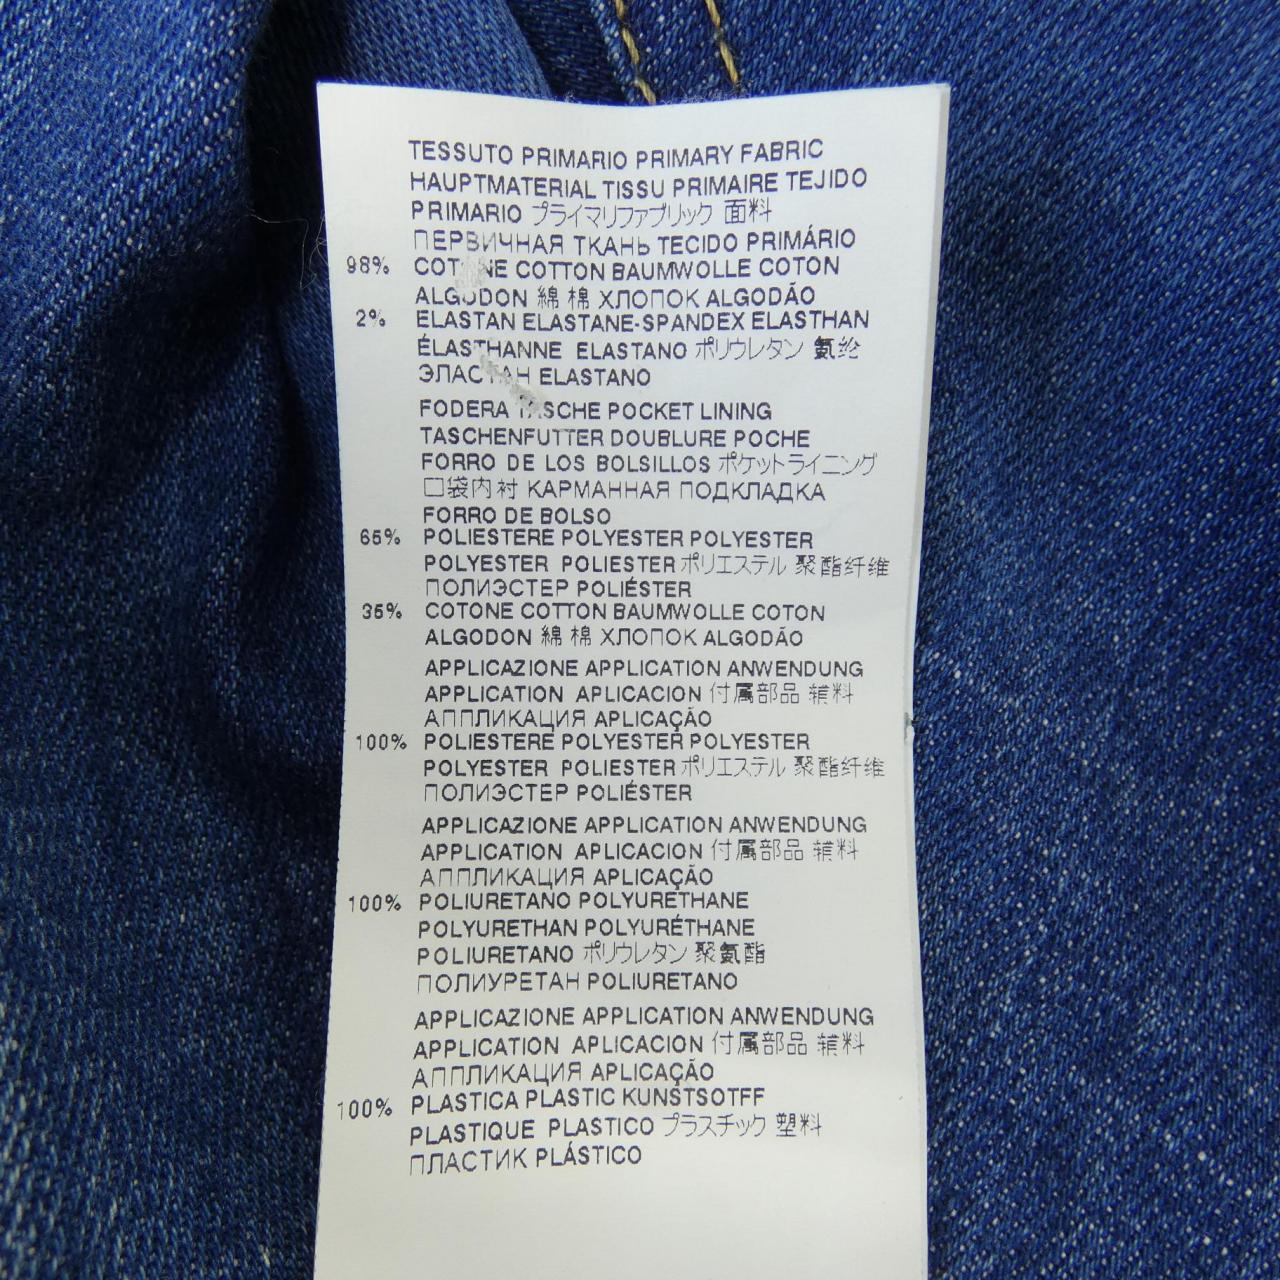 TESSUTO PRIMARIO PRIMARY FABRIC
HAUPTMATERIAL TISSU PRIMAIRE TEJIDO
PRIMARIO プライマリファブリック 面料
ПЕРВИЧНАЯ ТКАНЬ TECIDO PRIMÁRIO
98% COTONE COTTON BAUMWOLLE COTON
ALGODON 綿 棉 ХЛОПОК ALGODÃO
2% ELASTAN ELASTANE-SPANDEX ELASTHAN
ÉLASTHANNE ELASTANO ポリウレタン 氨纶
ЭЛАСТАН ELASTANO
FODERA TASCHE POCKET LINING
TASCHENFUTTER DOUBLURE POCHE
FORRO DE LOS BOLSILLOS ポケットライニング
口袋内衬 КАРМАННАЯ ПОДКЛАДКА
FORRO DE BOLSO
65% POLIESTERE POLYESTER POLYESTER
POLYESTER POLIESTER ポリエステル 聚酯纤维
ПОЛИЭСТЕР POLIÉSTER
35% COTONE COTTON BAUMWOLLE COTON
ALGODON 綿 棉 ХЛОПОК ALGODÃO
APPLICAZIONE APPLICATION ANWENDUNG
APPLICATION APLICACION 付属部品 辅料
АППЛИКАЦИЯ APLICAÇÃO
100% POLIESTERE POLYESTER POLYESTER
POLYESTER POLIESTER ポリエステル 聚酯纤维
ПОЛИЭСТЕР POLIÉSTER
APPLICAZIONE APPLICATION ANWENDUNG
APPLICATION APLICACION 付属部品 辅料
АППЛИКАЦИЯ APLICAÇÃO
100% POLIURETANO POLYURETHANE
POLYURETHAN POLYURÉTHANE
POLIURETANO ポリウレタン 聚氨酯
ПОЛИУРЕТАН POLIURETANO
APPLICAZIONE APPLICATION ANWENDUNG
APPLICATION APLICACION 付属部品 辅料
АППЛИКАЦИЯ APLICAÇÃO
100% PLASTICA PLASTIC KUNSTSOTFF
PLASTIQUE PLASTICO プラスチック 塑料
ПЛАСТИК PLÁSTICO